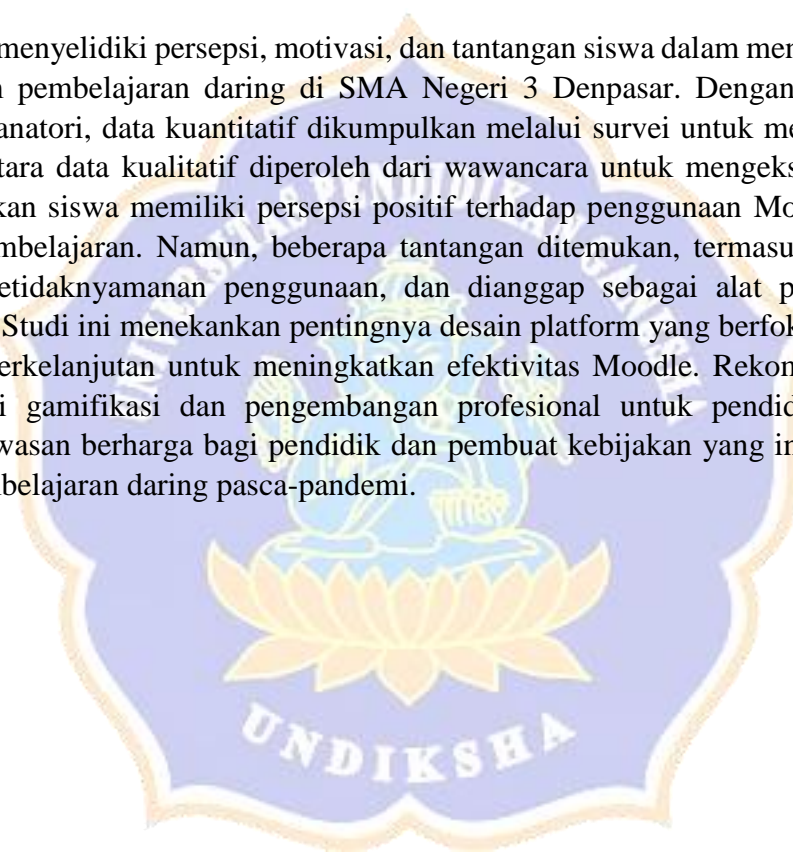 menyelidiki persepsi, motivasi, dan tantangan siswa dalam men
pembelajaran daring di SMA Negeri 3 Denpasar. Dengan
anatori, data kuantitatif dikumpulkan melalui survei untuk me
tara data kualitatif diperoleh dari wawancara untuk mengeks
kan siswa memiliki persepsi positif terhadap penggunaan Mo
mbelajaran. Namun, beberapa tantangan ditemukan, termasu
etidaknyamanan penggunaan, dan dianggap sebagai alat p
Studi ini menekankan pentingnya desain platform yang berfok
erkelanjutan untuk meningkatkan efektivitas Moodle. Rekon
i gamifikasi dan pengembangan profesional untuk pendid
wasan berharga bagi pendidik dan pembuat kebijakan yang in
belajaran daring pasca-pandemi.
UNIVERSITAS PENDIDIKAN GANESHA
UNDIKSHA